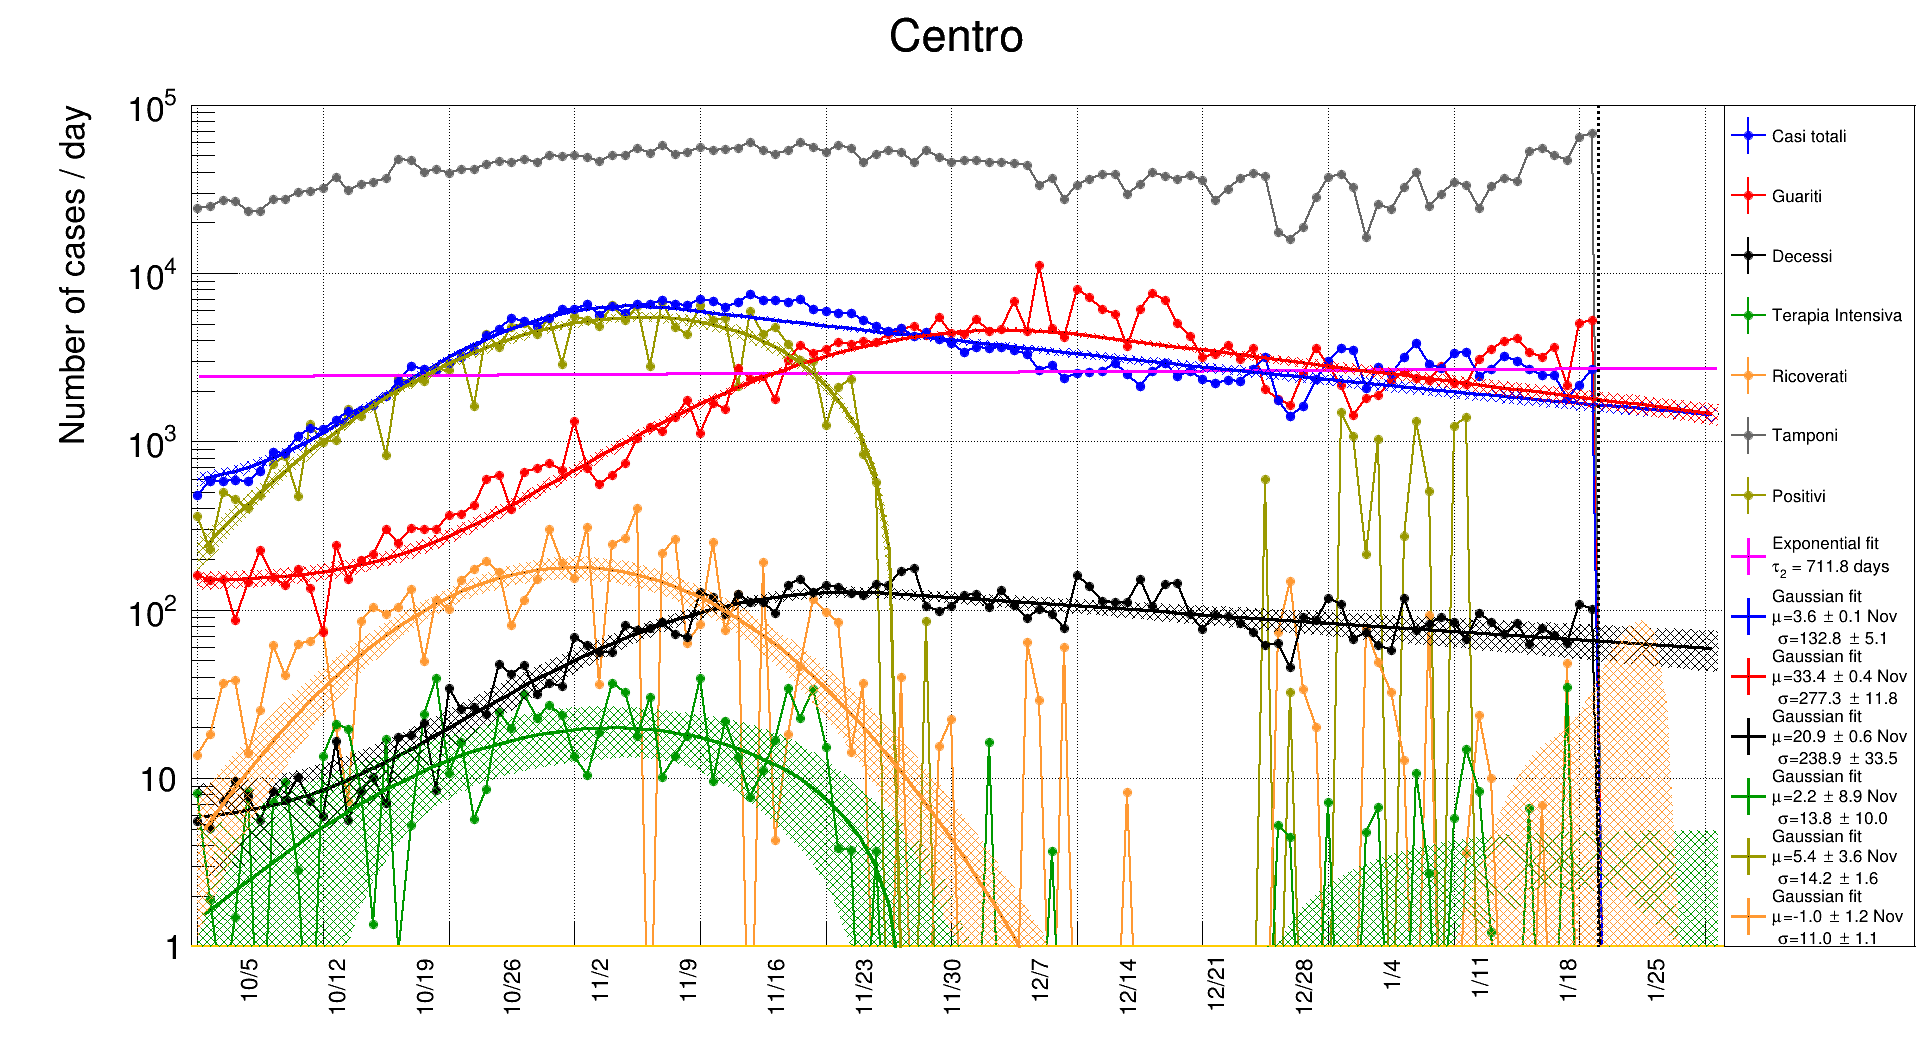 Centro
Number of cases / day
10^5
10^4
10^3
10^2
10
1
10/5
10/12
10/19
10/26
11/2
11/9
11/16
11/23
11/30
12/7
12/14
12/21
12/28
1/4
1/11
1/18
1/25
Casi totali
Guariti
Decessi
Terapia Intensiva
Ricoverati
Tamponi
Positivi
Exponential fit
τ_2 = 711.8 days
Gaussian fit
μ=3.6 ± 0.1 Nov
σ=132.8 ± 5.1
Gaussian fit
μ=33.4 ± 0.4 Nov
σ=277.3 ± 11.8
Gaussian fit
μ=20.9 ± 0.6 Nov
σ=238.9 ± 33.5
Gaussian fit
μ=2.2 ± 8.9 Nov
σ=13.8 ± 10.0
Gaussian fit
μ=5.4 ± 3.6 Nov
σ=14.2 ± 1.6
Gaussian fit
μ=-1.0 ± 1.2 Nov
σ=11.0 ± 1.1